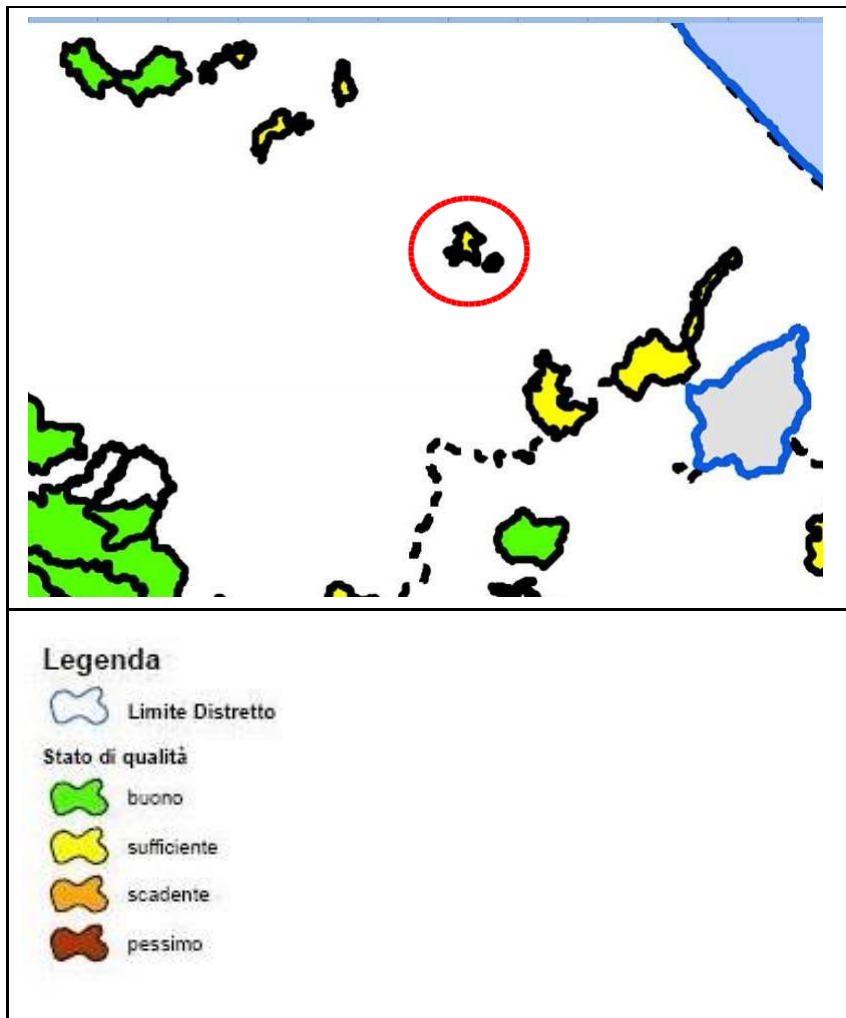 Legenda
Limite Distretto
Stato di qualità
buono
sufficiente
scadente
pessimo